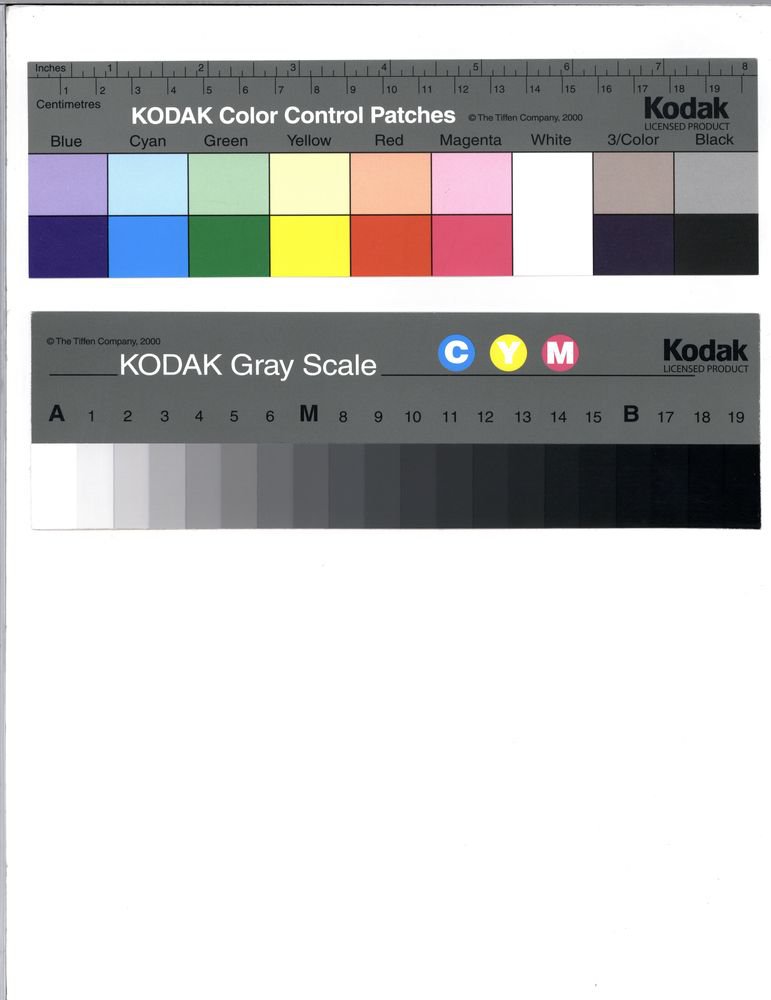 Inches 1 2 3 4 5 6 7 8
1 2 3 4 5 6 7 8 9 10 11 12 13 14 15 16 17 18 19
Centimetres
KODAK Color Control Patches © The Tiffen Company, 2000 Kodak
LICENSED PRODUCT
Blue Cyan Green Yellow Red Magenta White 3/Color Black
© The Tiffen Company, 2000
KODAK Gray Scale C Y M Kodak
LICENSED PRODUCT
A 1 2 3 4 5 6 M 8 9 10 11 12 13 14 15 B 17 18 19